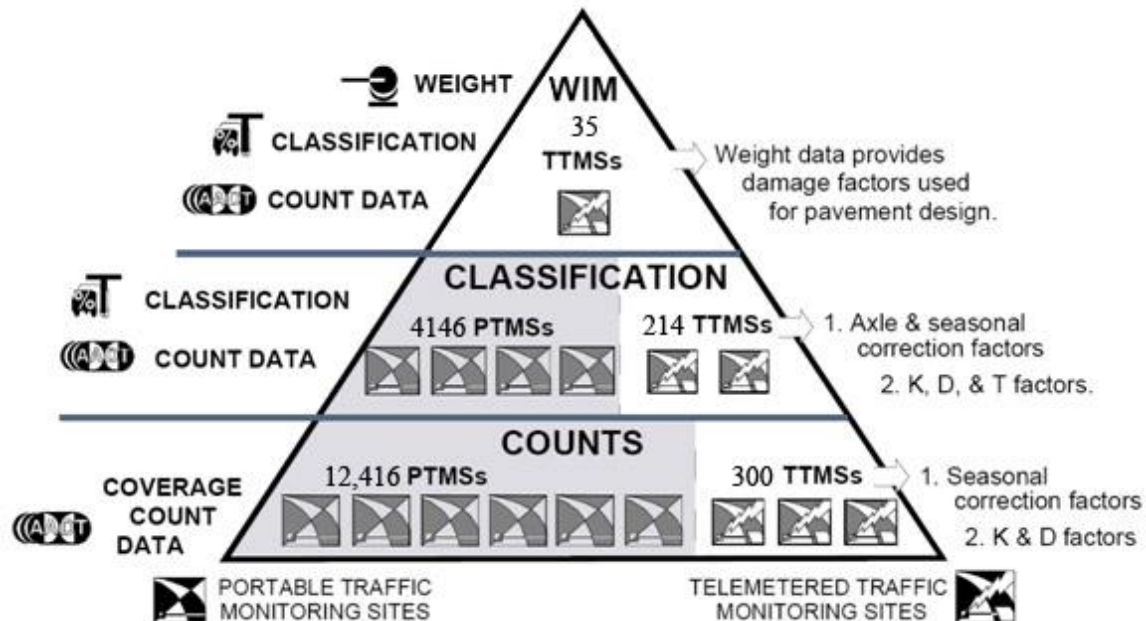 WEIGHT
CLASSIFICATION
COUNT DATA
WIM
35
TTMSs
Weight data provides
damage factors used
for pavement design.
CLASSIFICATION
CLASSIFICATION
COUNT DATA
4146 PTMSs
214 TTMSs
1. Axle & seasonal
correction factors
2. K, D, & T factors.
COUNTS
COVERAGE
COUNT
DATA
12,416 PTMSs
300 TTMSs
1. Seasonal
correction factors
2. K & D factors
PORTABLE TRAFFIC
MONITORING SITES
TELEMETERED TRAFFIC
MONITORING SITES